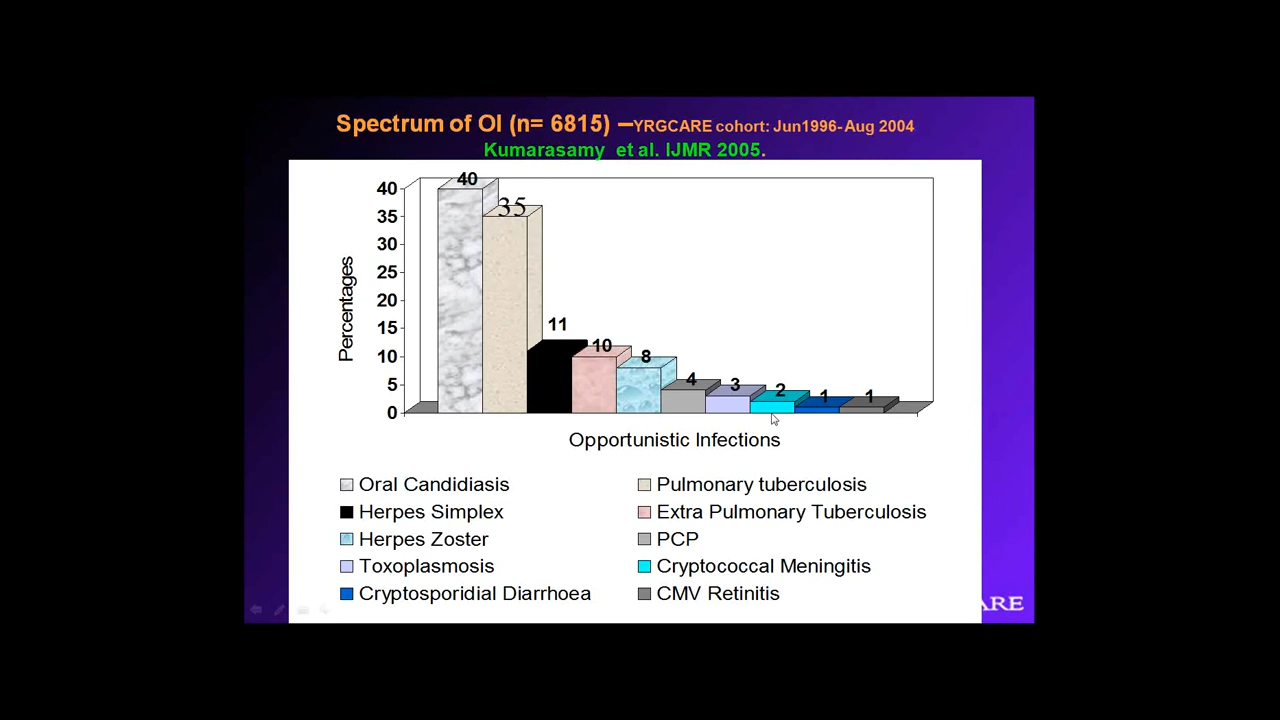 Spectrum of OI (n= 6815) –YRGCARE cohort: Jun1996- Aug 2004
Kumarasamy et al. IJMR 2005.
40
35
30
25
20
15
10
5
0
Percentages
40
35
11
10
8
4
3
2
1
1
Opportunistic Infections
Oral Candidiasis
Pulmonary tuberculosis
Herpes Simplex
Extra Pulmonary Tuberculosis
Herpes Zoster
PCP
Toxoplasmosis
Cryptococcal Meningitis
Cryptosporidial Diarrhoea
CMV Retinitis